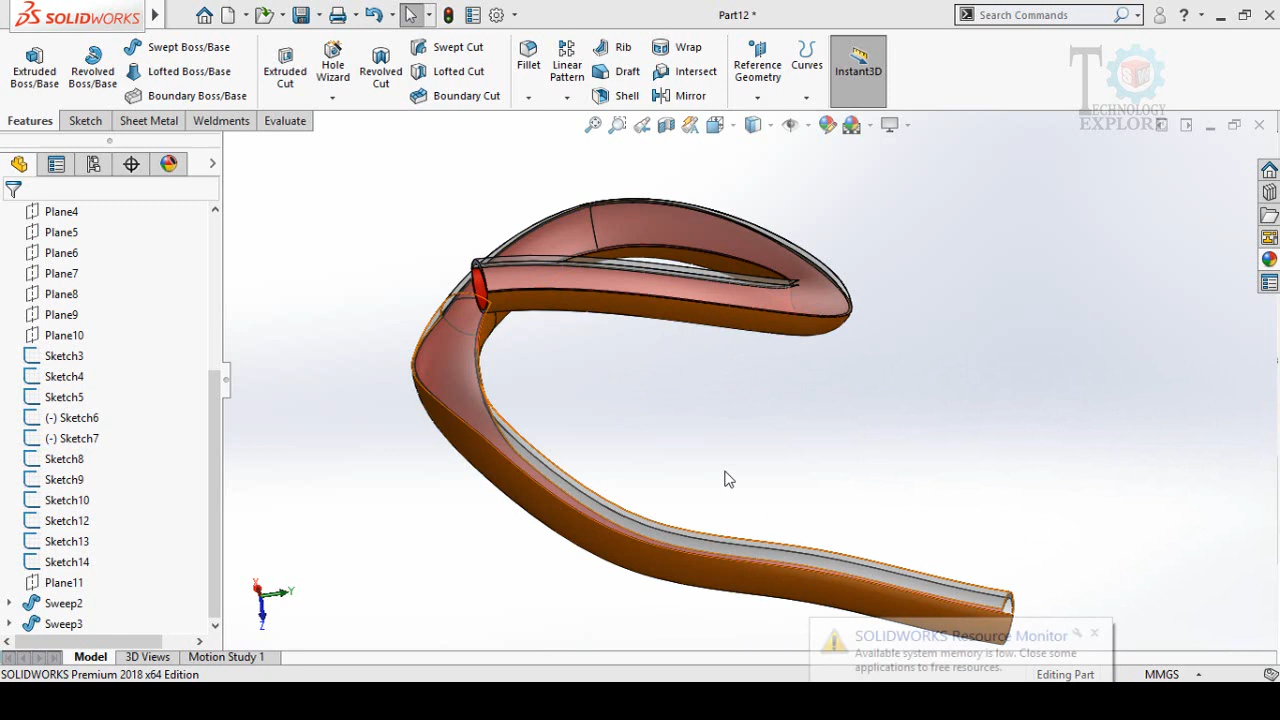 SOLIDWORKS
Part12 *
Search Commands
?
Extruded Boss/Base
Revolved Boss/Base
Swept Boss/Base
Lofted Boss/Base
Boundary Boss/Base
Extruded Cut
Hole Wizard
Revolved Cut
Swept Cut
Lofted Cut
Boundary Cut
Fillet
Linear Pattern
Rib
Draft
Shell
Wrap
Intersect
Mirror
Reference Geometry
Curves
Instant3D
TECHNOLOGY
EXPLOR
Features
Sketch
Sheet Metal
Weldments
Evaluate
Plane4
Plane5
Plane6
Plane7
Plane8
Plane9
Plane10
Sketch3
Sketch4
Sketch5
(-) Sketch6
(-) Sketch7
Sketch8
Sketch9
Sketch10
Sketch12
Sketch13
Sketch14
Plane11
Sweep2
Sweep3
X
Y
Z
SOLIDWORKS Resource Monitor
Available system memory is low. Close some
applications to free resources.
Model
3D Views
Motion Study 1
SOLIDWORKS Premium 2018 x64 Edition
Editing Part
MMGS